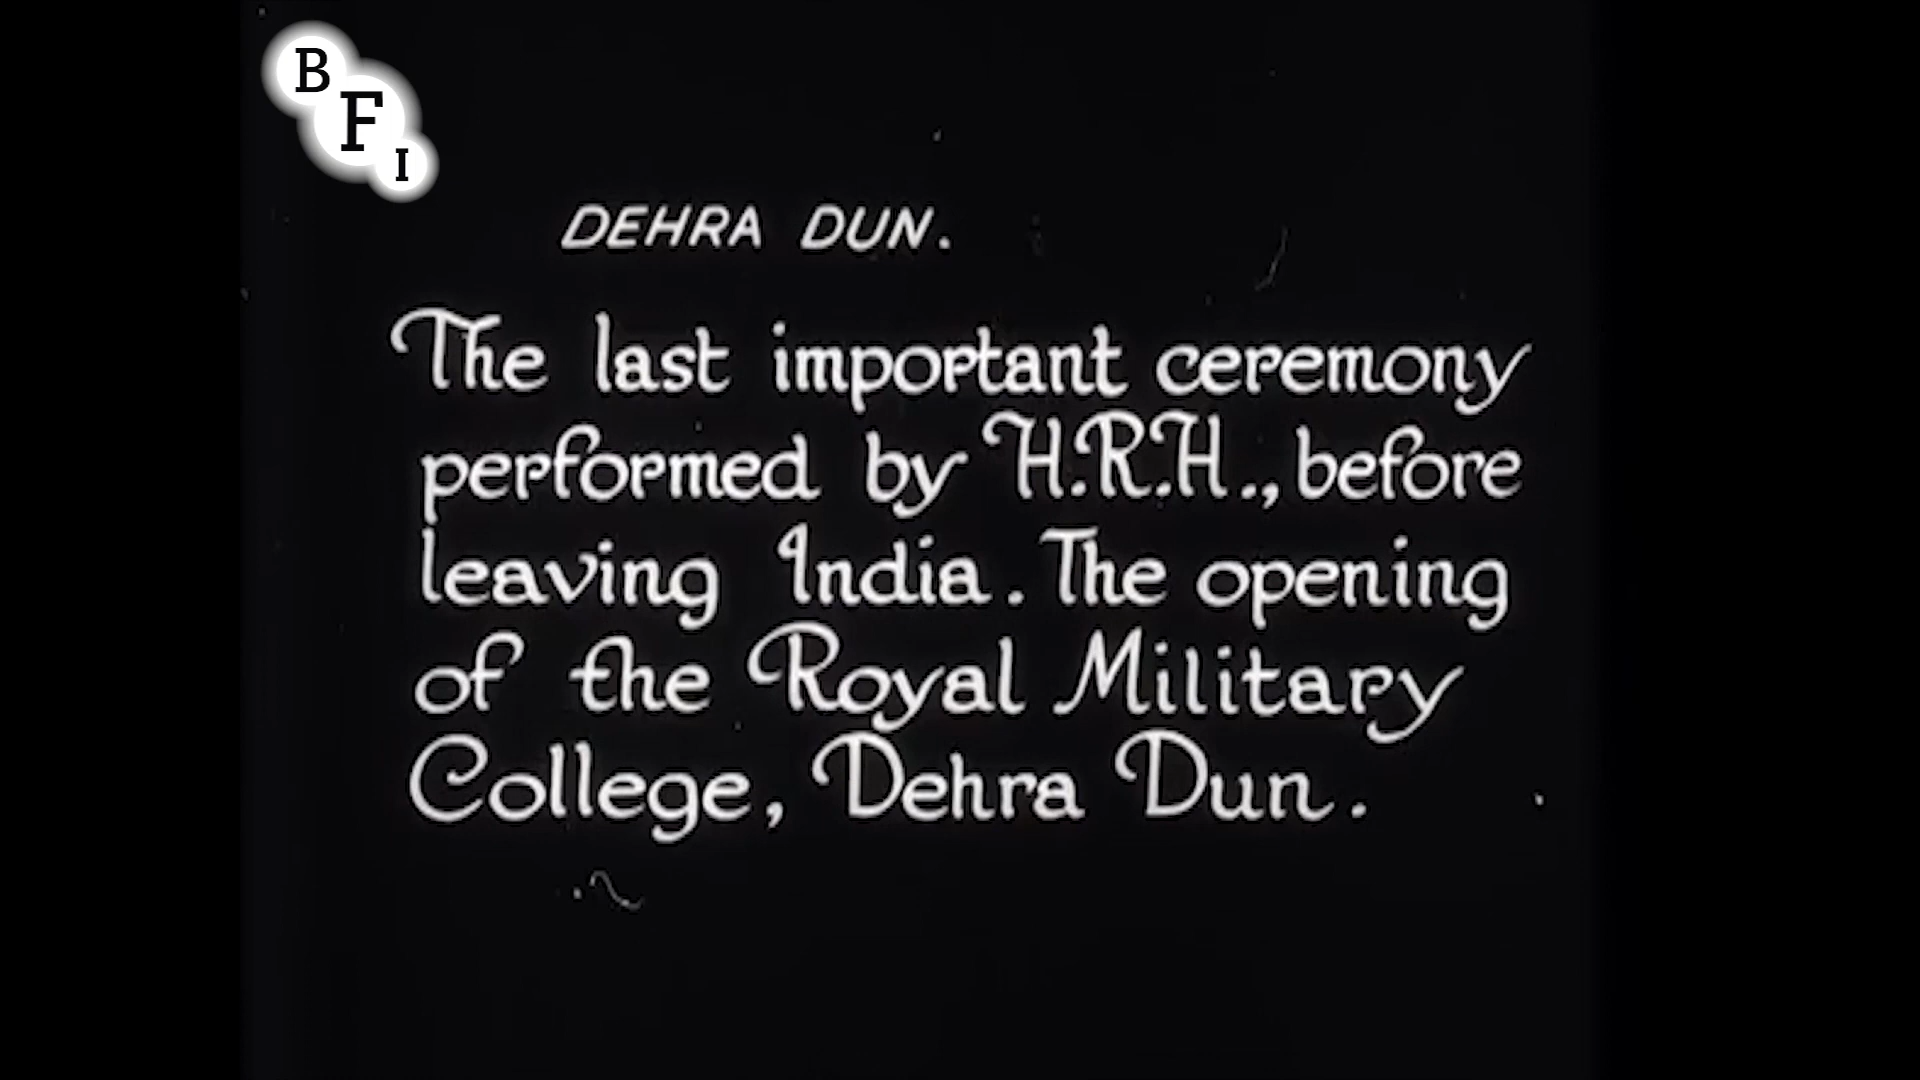 BFI
DEHRA DUN.
The last important ceremony
performed by H.R.H., before
leaving India. The opening
of the Royal Military
College, Dehra Dun.